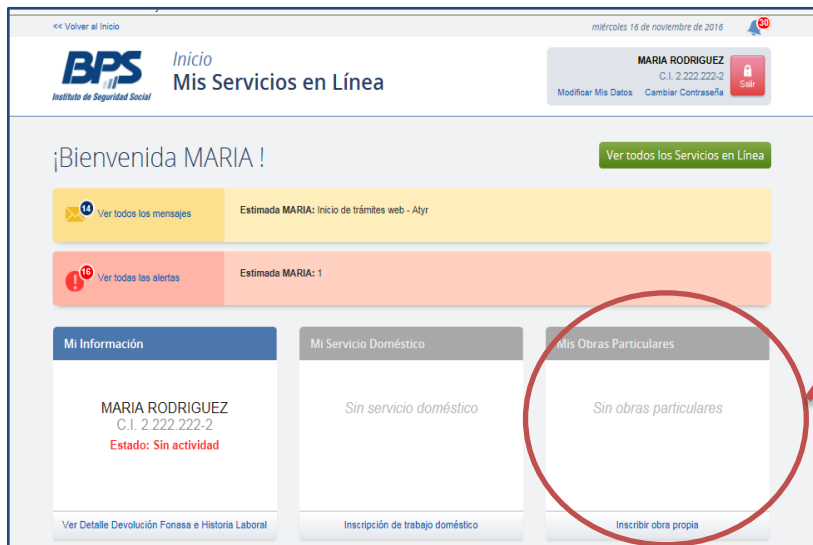 << Volver al Inicio
miércoles 16 de noviembre de 2016
30
BPS
Instituto de Seguridad Social
Inicio
Mis Servicios en Línea
MARIA RODRIGUEZ
C.I. 2.222.222-2
Modificar Mis Datos Cambiar Contraseña
Salir
¡Bienvenida MARIA !
Ver todos los Servicios en Línea
14
Ver todos los mensajes
Estimada MARIA: Inicio de trámites web - Atyr
16
Ver todas las alertas
Estimada MARIA: 1
Mi Información
MARIA RODRIGUEZ
C.I. 2.222.222-2
Estado: Sin actividad
Ver Detalle Devolución Fonasa e Historia Laboral
Mi Servicio Doméstico
Sin servicio doméstico
Inscripción de trabajo doméstico
Mis Obras Particulares
Sin obras particulares
Inscribir obra propia